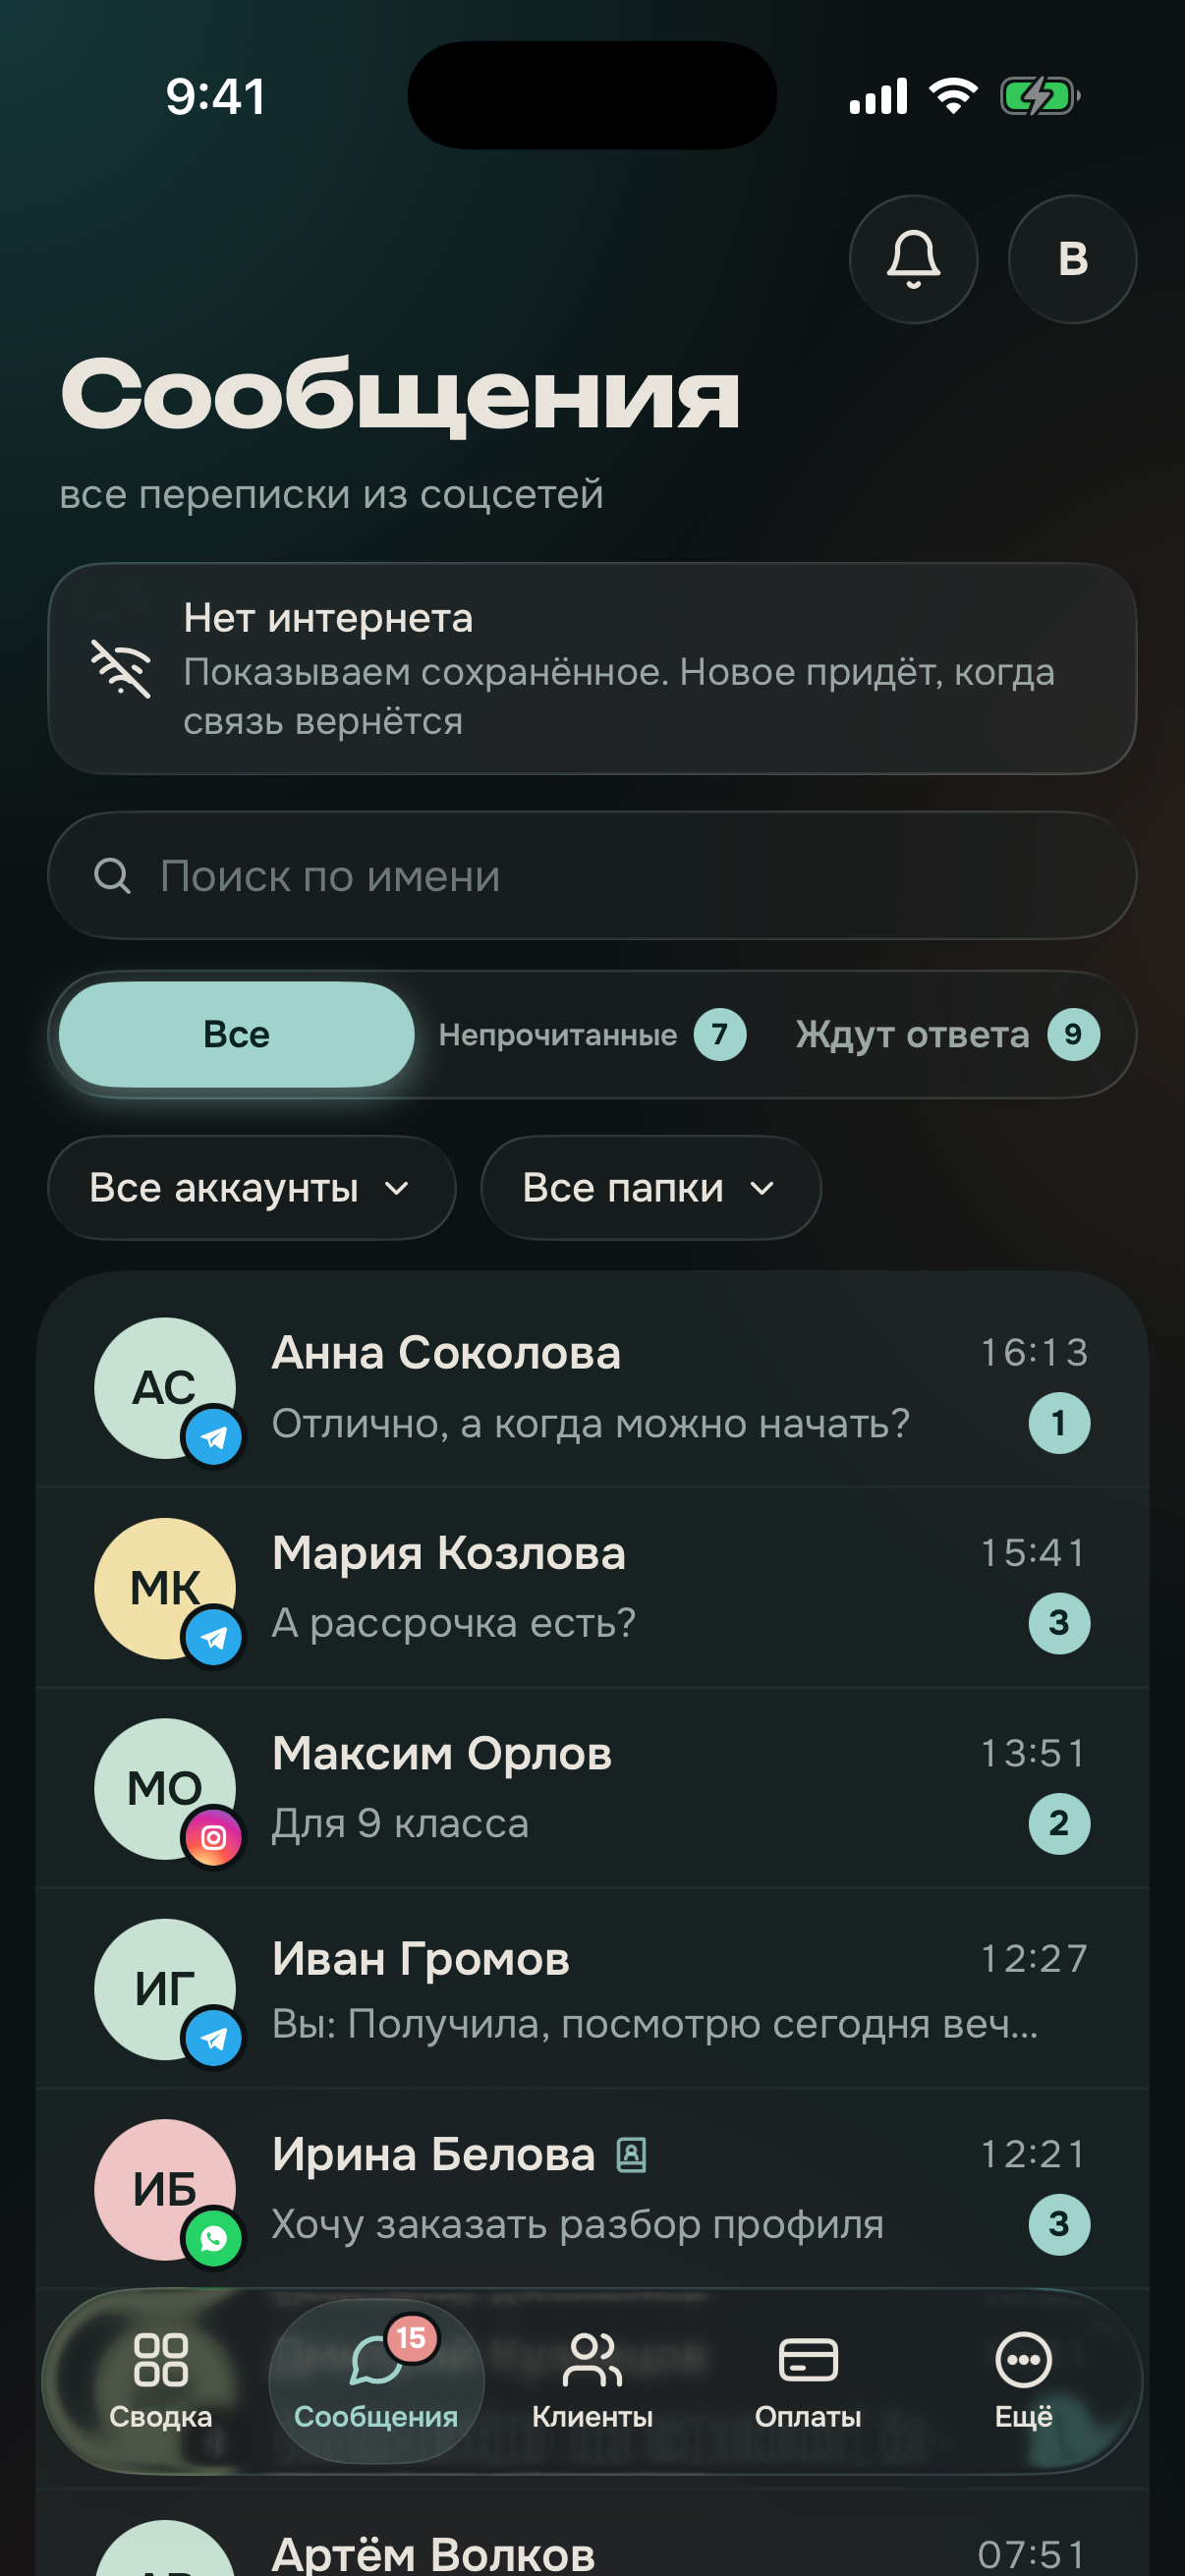 9:41
В
Сообщения
все переписки из соцсетей
Нет интернета
Показываем сохранённое. Новое придёт, когда
связь вернётся
Поиск по имени
Все Непрочитанные 7 Ждут ответа 9
Все аккаунты Все папки
АС Анна Соколова 16:13
Отлично, а когда можно начать? 1
МК Мария Козлова 15:41
А рассрочка есть? 3
МО Максим Орлов 13:51
Для 9 класса 2
ИГ Иван Громов 12:27
Вы: Получила, посмотрю сегодня веч...
ИБ Ирина Белова 12:21
Хочу заказать разбор профиля 3
15
Сводка Сообщения Клиенты Оплаты Ещё
Артём Волков 07:51